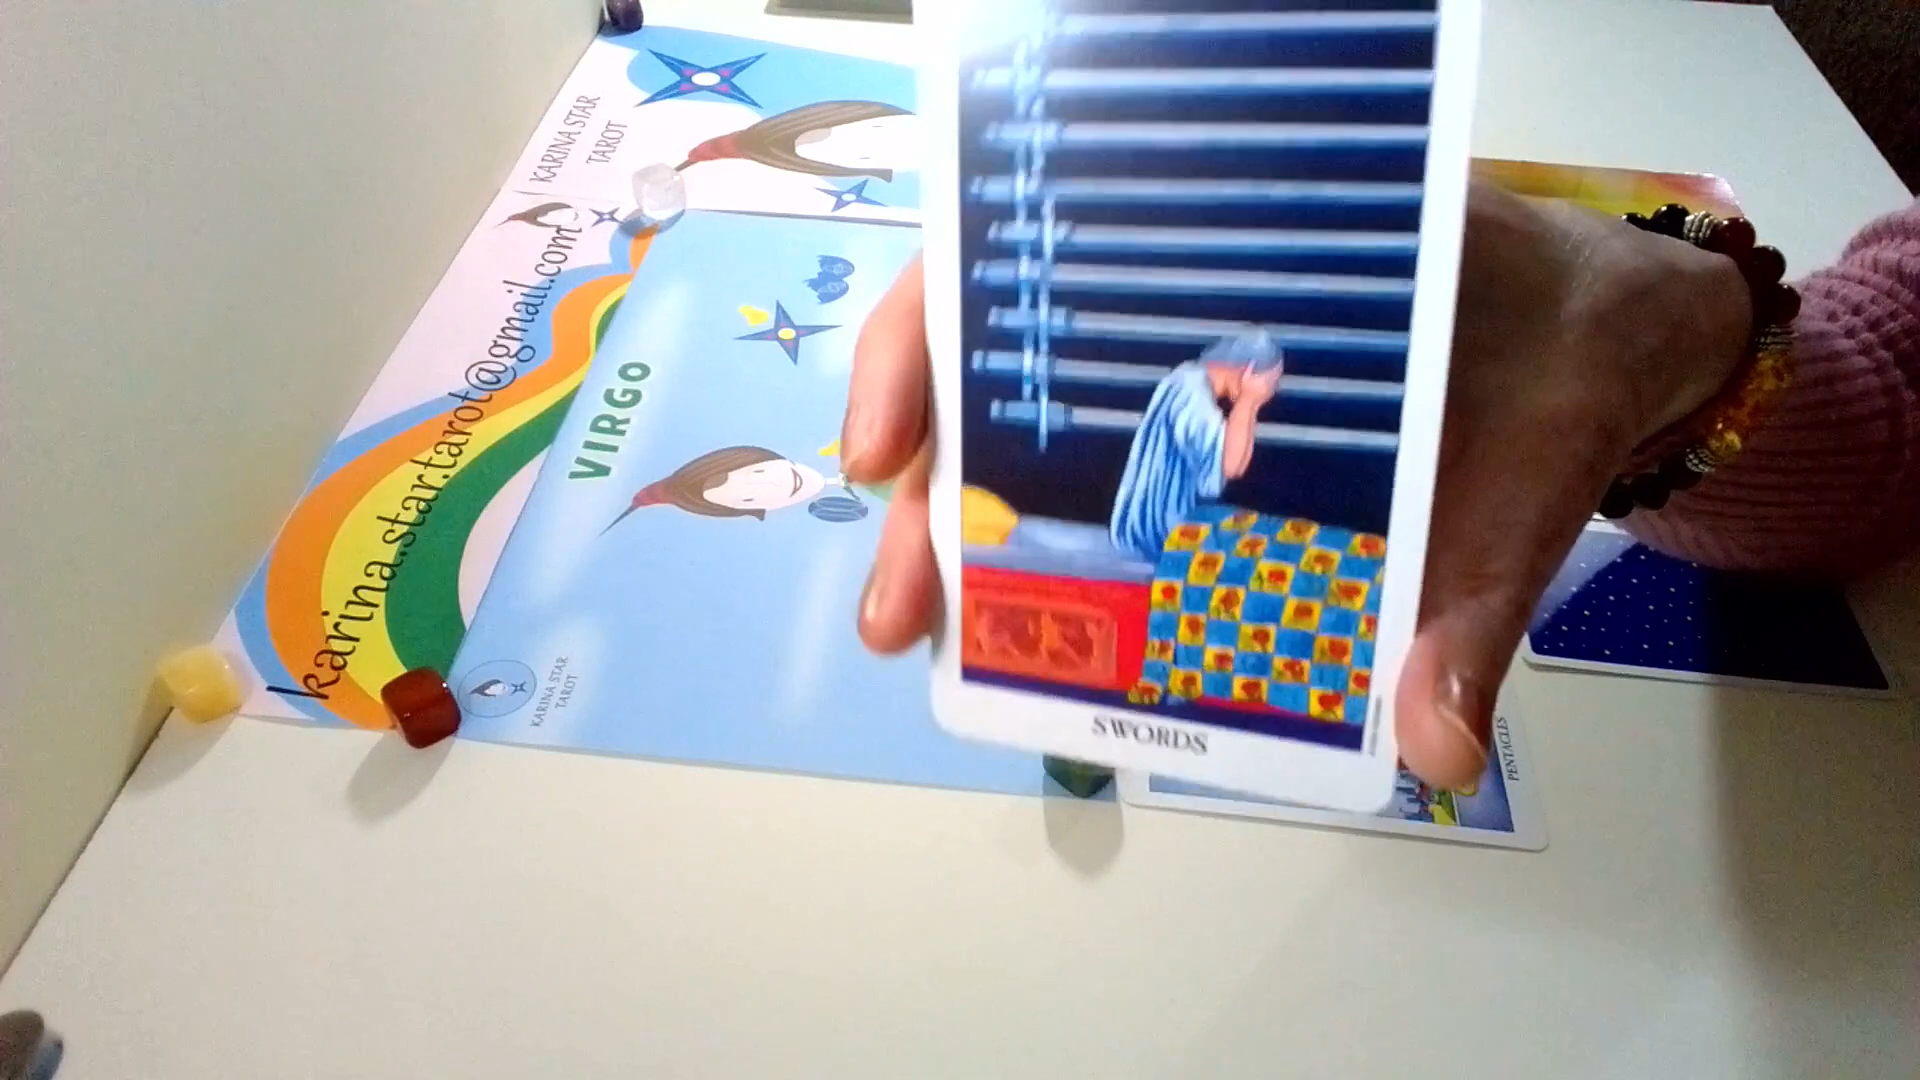 KARINA STAR
TAROT
karina.star.tarot@gmail.com
VIRGO
KARINA STAR
TAROT
SWORDS
PENTACLES